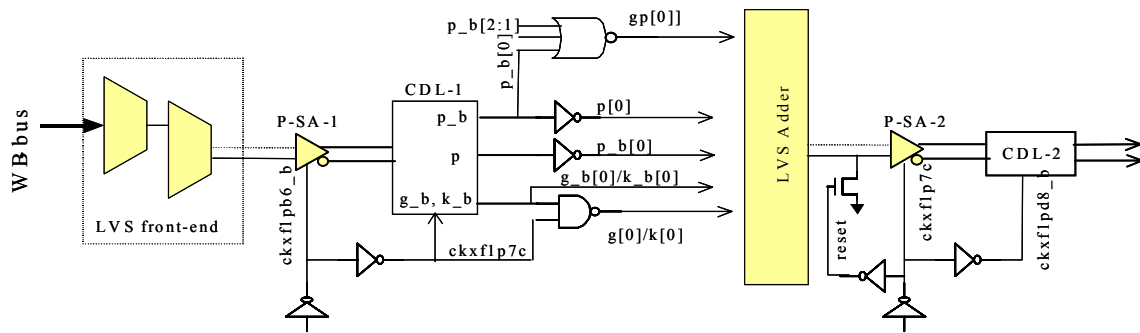 WB bus
LVS front-end
P-SA-1
ckxf1pb6_b
CDL-1
p_b
p
g_b, k_b
ckxf1p7c
p_b[2:1]
p_b[0]
gp[0]]
p[0]
p_b[0]
g_b[0]/k_b[0]
g[0]/k[0]
LVS Adder
reset
P-SA-2
ckxf1p7c
CDL-2
ckxf1pd8_b